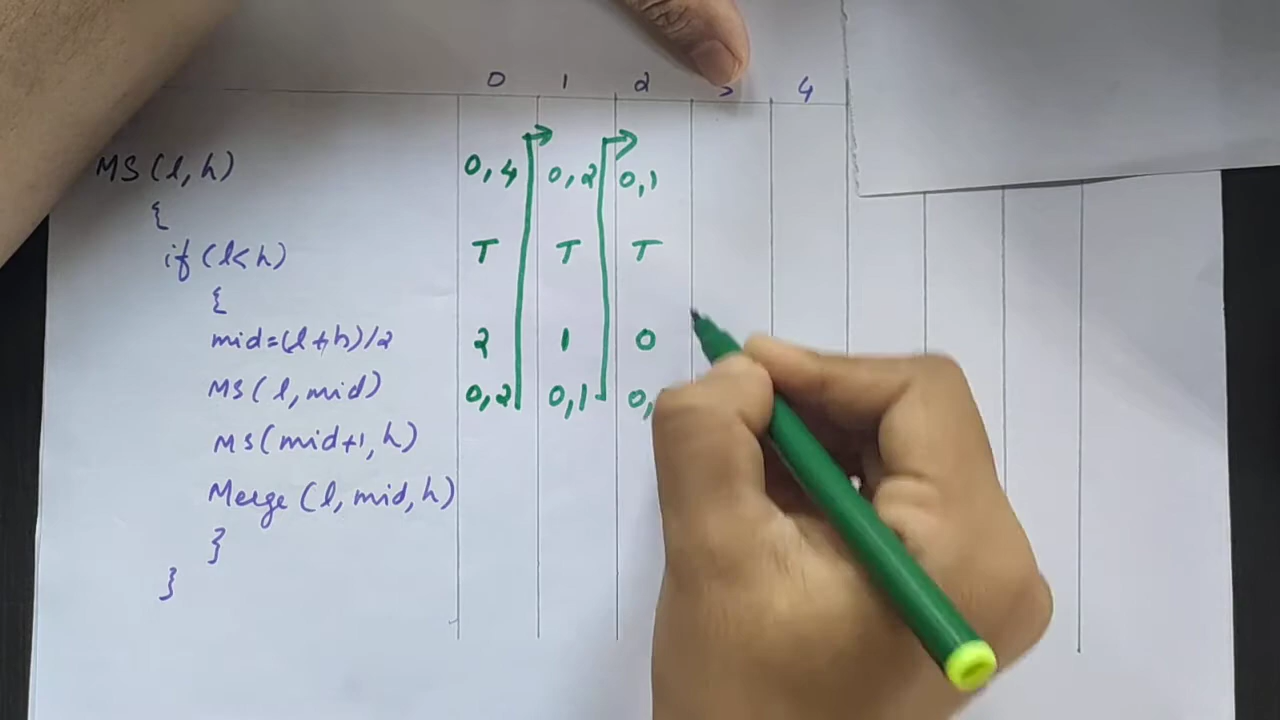 0 1 2 4
MS(l,h) 0,4 0,2 0,1
{
if(l<h) T T T
{
mid=(l+h)/2 2 1 0
MS(l,mid) 0,2 0,1 0,
MS(mid+1,h)
Merge(l,mid,h)
}
}